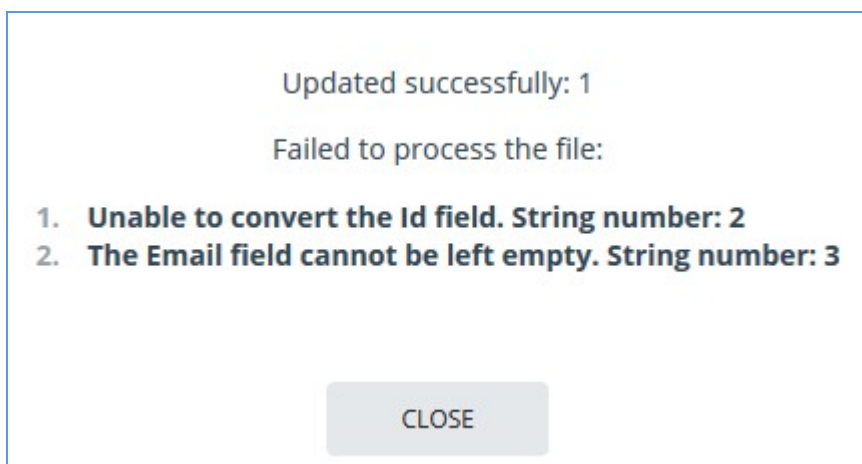 Updated successfully: 1
Failed to process the file:
1. Unable to convert the Id field. String number: 2
2. The Email field cannot be left empty. String number: 3
CLOSE